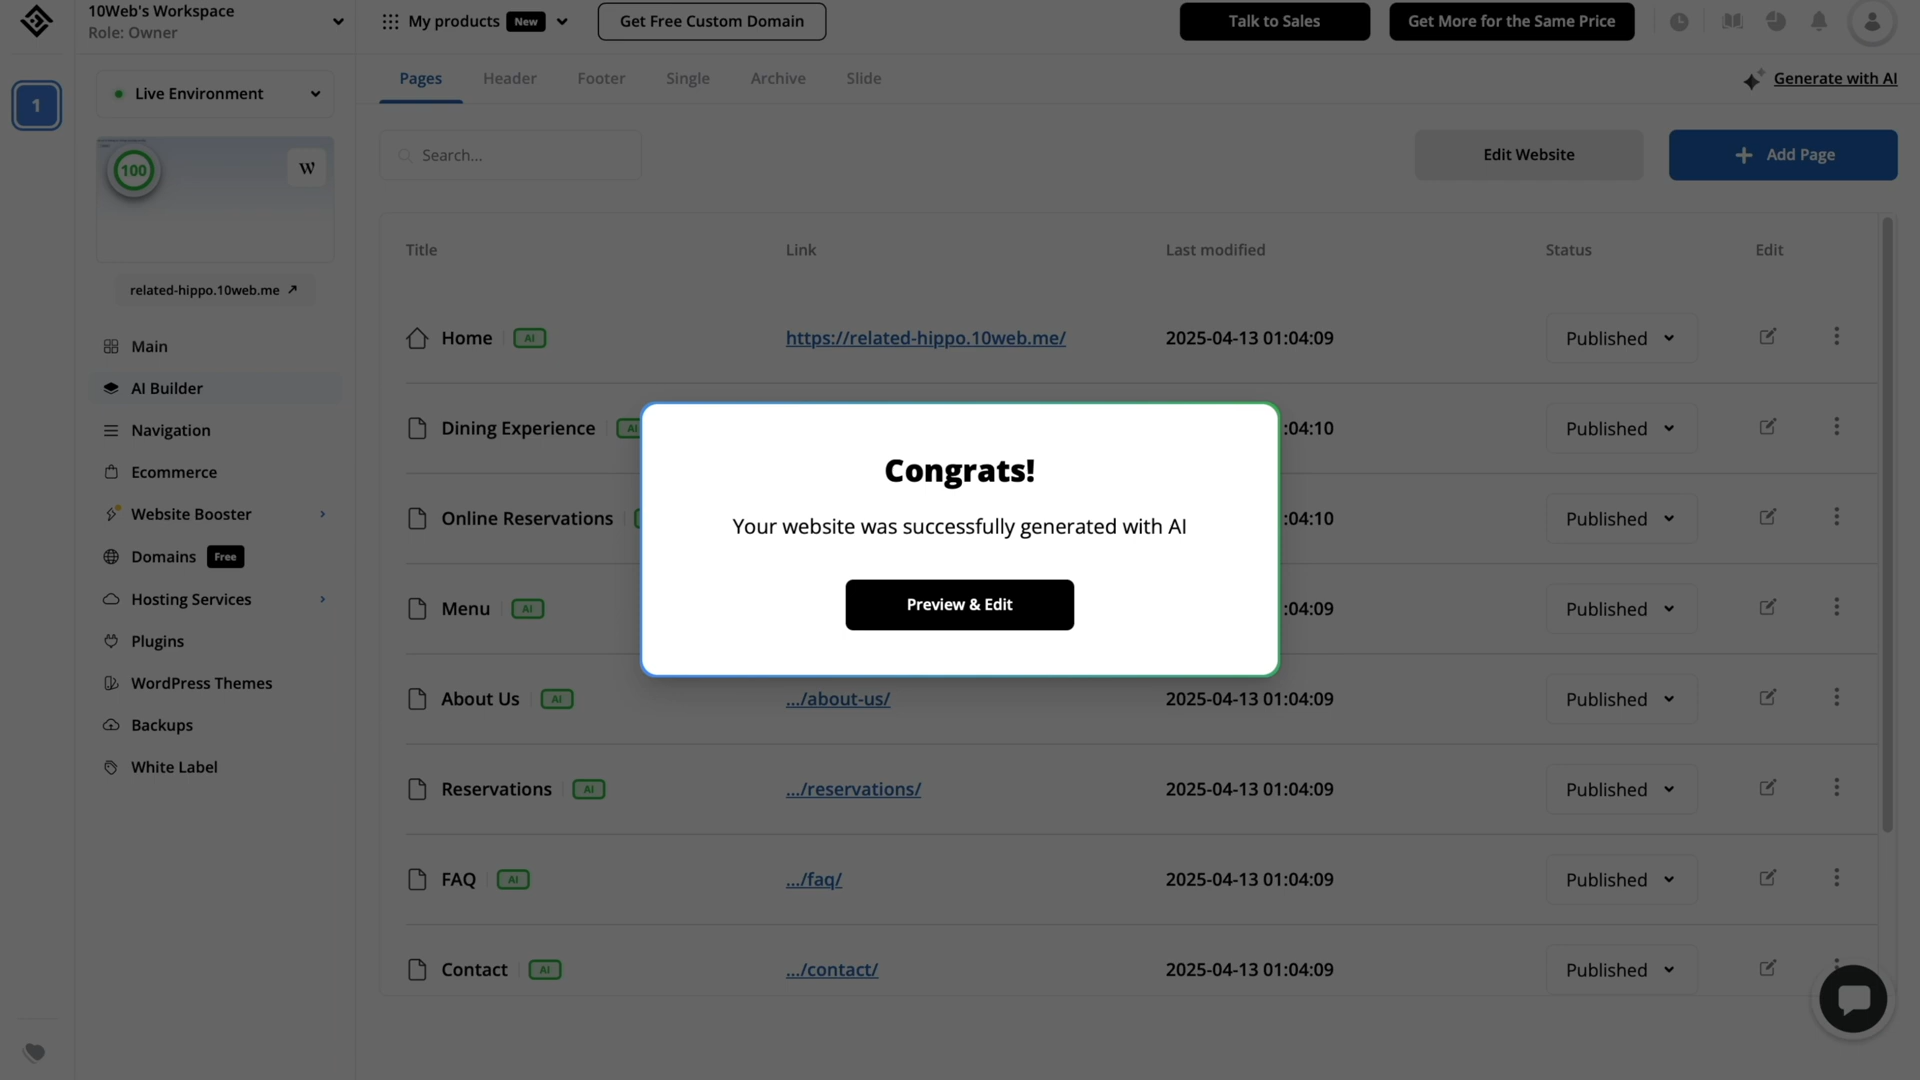 10Web's Workspace
Role: Owner
My products New
Get Free Custom Domain
Talk to Sales
Get More for the Same Price
1
Live Environment
100
W
related-hippo.10web.me
Main
AI Builder
Navigation
Ecommerce
Website Booster
Domains Free
Hosting Services
Plugins
WordPress Themes
Backups
White Label
Pages Header Footer Single Archive Slide
Generate with AI
Search...
Edit Website
Add Page
Title Link Last modified Status Edit
Home AI https://related-hippo.10web.me/ 2025-04-13 01:04:09 Published
Dining Experience AI :04:10 Published
Online Reservations :04:10 Published
Menu AI :04:09 Published
About Us AI .../about-us/ 2025-04-13 01:04:09 Published
Reservations AI .../reservations/ 2025-04-13 01:04:09 Published
FAQ AI .../faq/ 2025-04-13 01:04:09 Published
Contact AI .../contact/ 2025-04-13 01:04:09 Published
Congrats!
Your website was successfully generated with AI
Preview & Edit